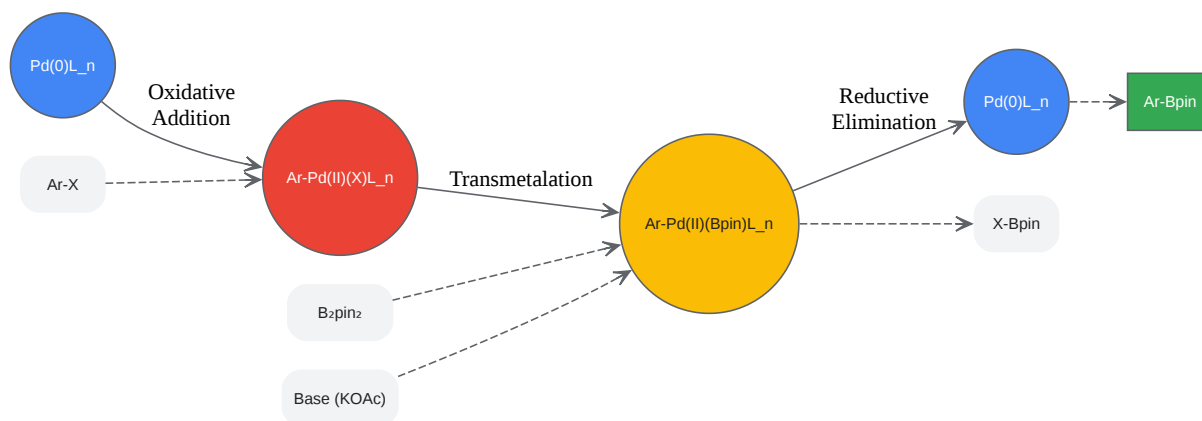 Pd(0)L_n
Oxidative
Addition
Ar-X
Ar-Pd(II)(X)L_n
Transmetalation
B₂pin₂
Base (KOAc)
Ar-Pd(II)(Bpin)L_n
Reductive
Elimination
Pd(0)L_n
Ar-Bpin
X-Bpin